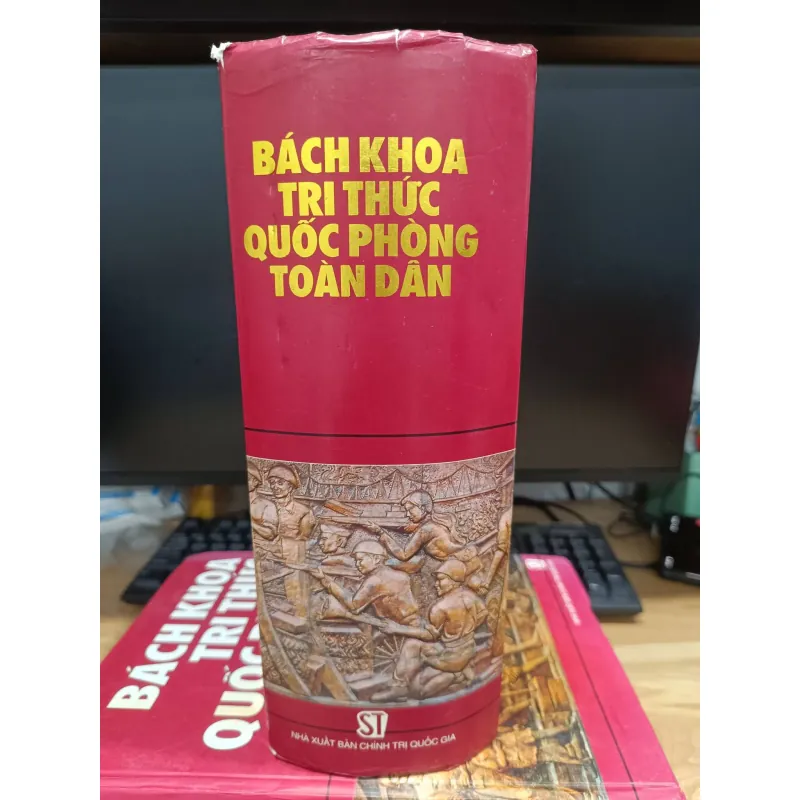 BÁCH KHOA
TRI THỨC
QUỐC PHÒNG
TOÀN DÂN
ST
NHÀ XUẤT BẢN CHÍNH TRỊ QUỐC GIA
BÁCH KHOA
TRI THỨC
QUỐC